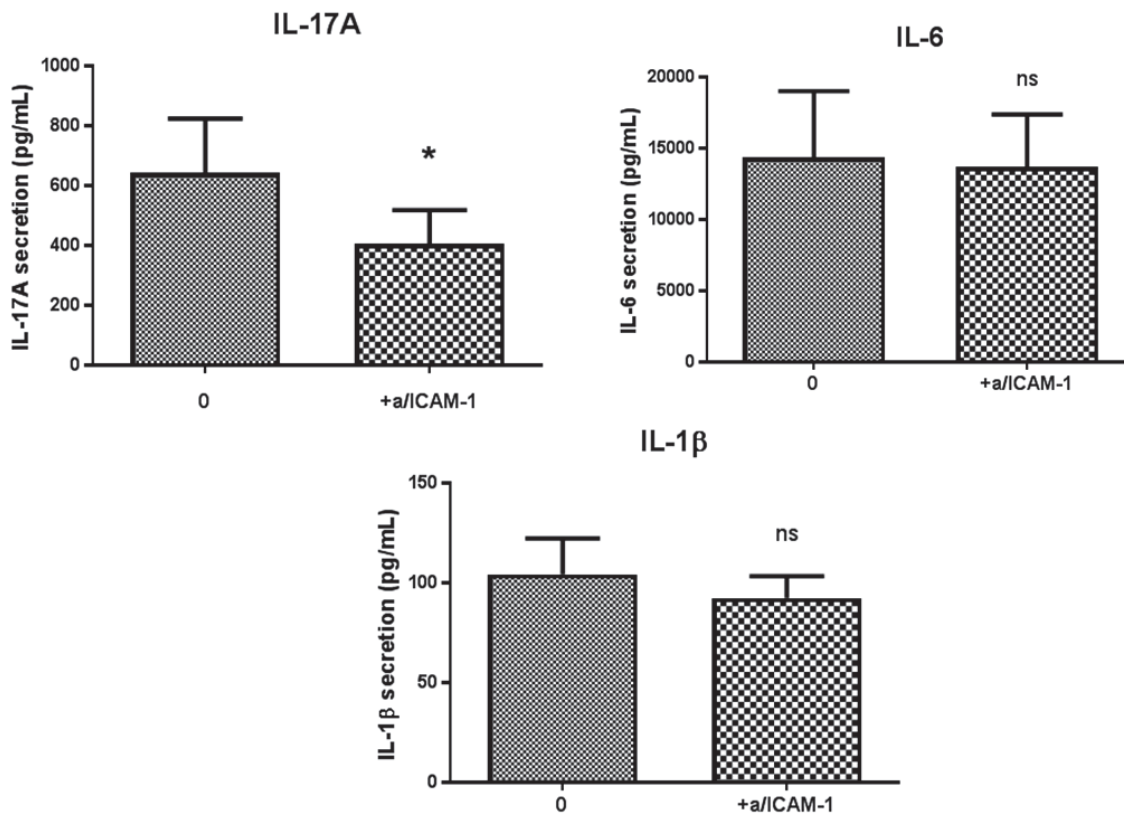 IL-17A
IL-17A secretion (pg/mL)
1000
800
600
400
200
0
*
0
+a/ICAM-1
IL-6
IL-6 secretion (pg/mL)
20000
15000
10000
5000
0
ns
0
+a/ICAM-1
IL-1β
IL-1β secretion (pg/mL)
150
100
50
0
ns
0
+a/ICAM-1